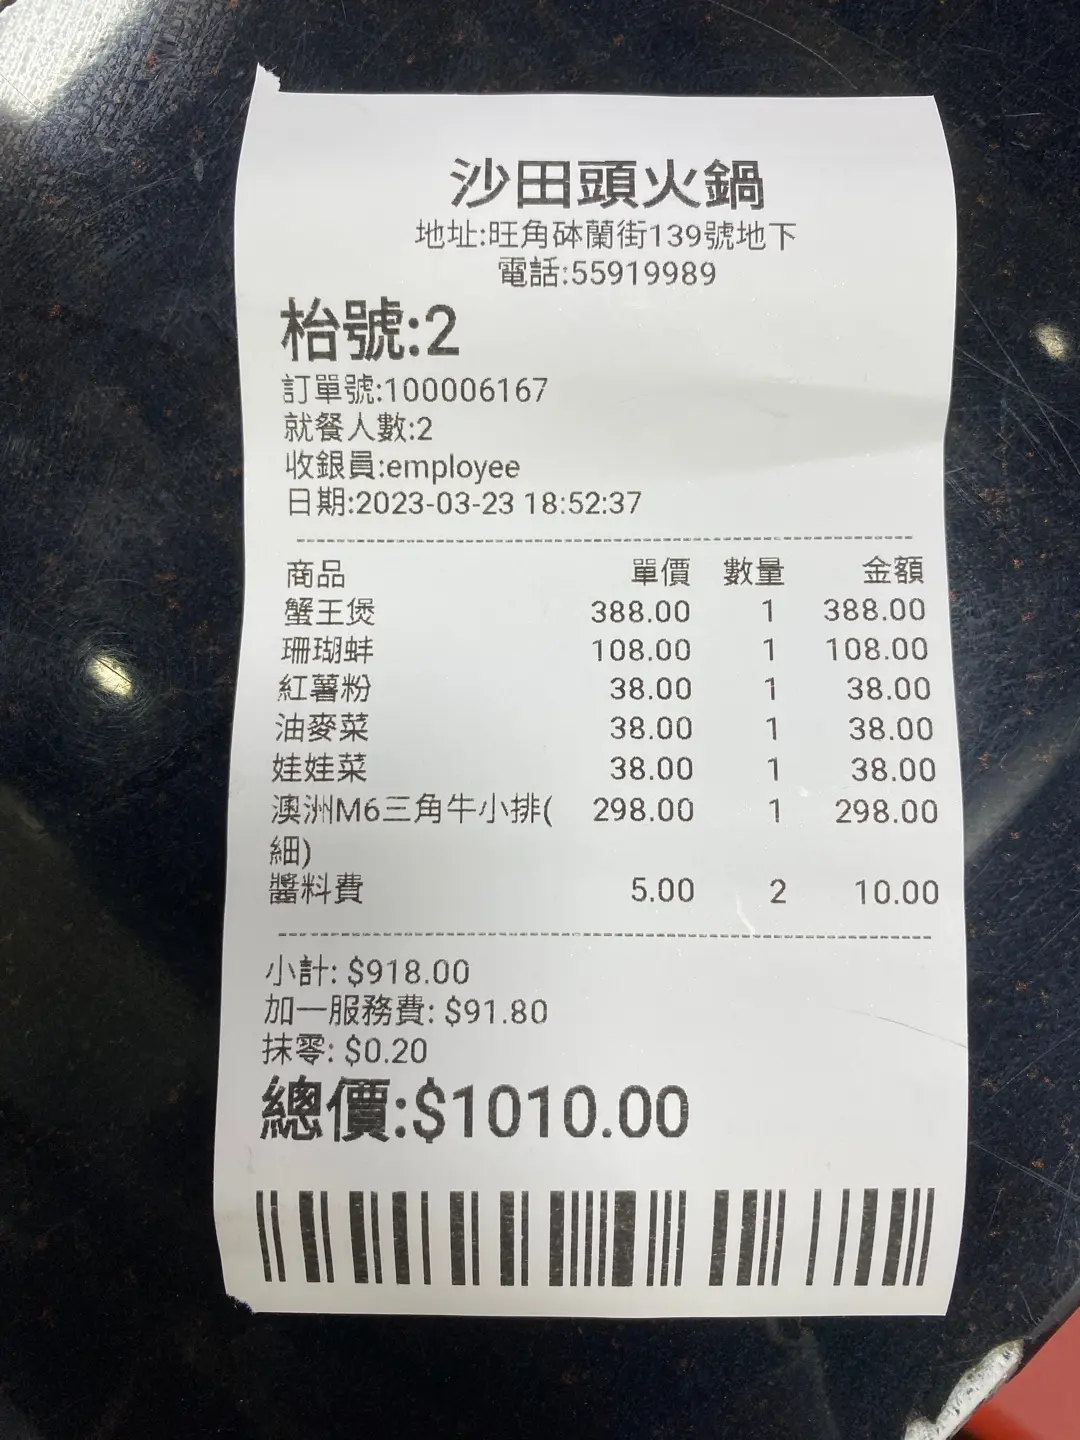 沙田頭火鍋
地址:旺角砵蘭街139號地下
電話:55919989
枱號:2
訂單號:100006167
就餐人數:2
收銀員:employee
日期:2023-03-23 18:52:37
商品 單價 數量 金額
蟹王煲 388.00 1 388.00
珊瑚蚌 108.00 1 108.00
紅薯粉 38.00 1 38.00
油麥菜 38.00 1 38.00
娃娃菜 38.00 1 38.00
澳洲M6三角牛小排( 298.00 1 298.00
細)
醬料費 5.00 2 10.00
小計: $918.00
加一服務費: $91.80
抹零: $0.20
總價:$1010.00